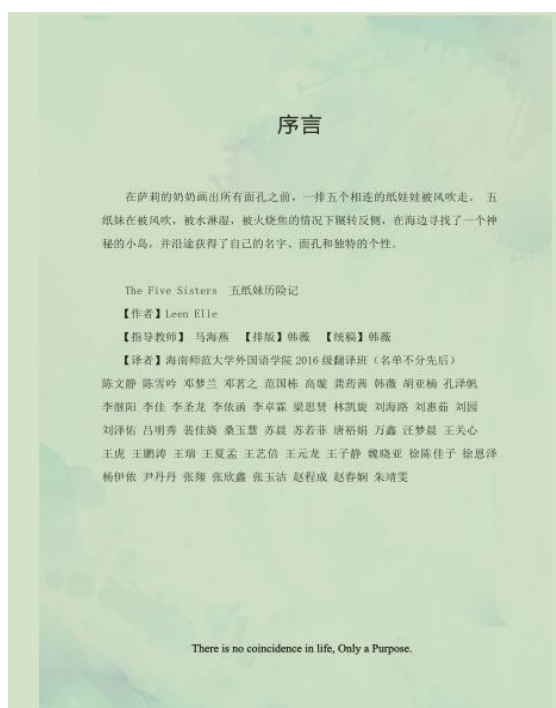 序言
在萨莉的奶奶画出所有面孔之前，一排五个相连的纸娃娃被风吹走。 五
纸妹在被风吹，被水淋湿，被火烧焦的情况下辗转反侧，在海边寻找了一个神
秘的小岛，并沿途获得了自己的名字、面孔和独特的个性。
The Five Sisters 五纸妹历险记
【作者】Leen Elle
【指导教师】 马海燕 【排版】韩薇 【统稿】韩薇
【译者】海南师范大学外国语学院 2016 级翻译班（名单不分先后）
陈文静 陈雪吟 邓梦兰 邓茗之 范国栋 高璇 龚药茜 韩薇 胡亚楠 孔泽帆
李继阳 李佳 李圣龙 李依函 李卓霖 梁思贤 林凯旋 刘海路 刘惠茹 刘园
刘泽佑 吕明秀 裴佳旖 桑玉慧 苏晨 苏若菲 唐裕娟 万鑫 汪梦晨 王关心
王虎 王鹏涛 王瑞 王夏孟 王艺倍 王元龙 王子静 魏晓亚 徐陈佳子 徐恩泽
杨伊侬 尹丹丹 张翔 张欣鑫 张玉洁 赵程成 赵春娴 朱靖雯
There is no coincidence in life, Only a Purpose.